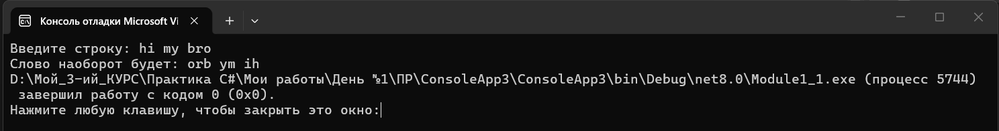 Консоль отладки Microsoft Vi
Введите строку: hi my bro
Слово наоборот будет: orb ym ih
D:\Мой_3-ий_КУРС\Практика C#\Мои работы\День №1\ПР\ConsoleApp3\ConsoleApp3\bin\Debug\net8.0\Module1_1.exe (процесс 5744)
завершил работу с кодом 0 (0x0).
Нажмите любую клавишу, чтобы закрыть это окно: